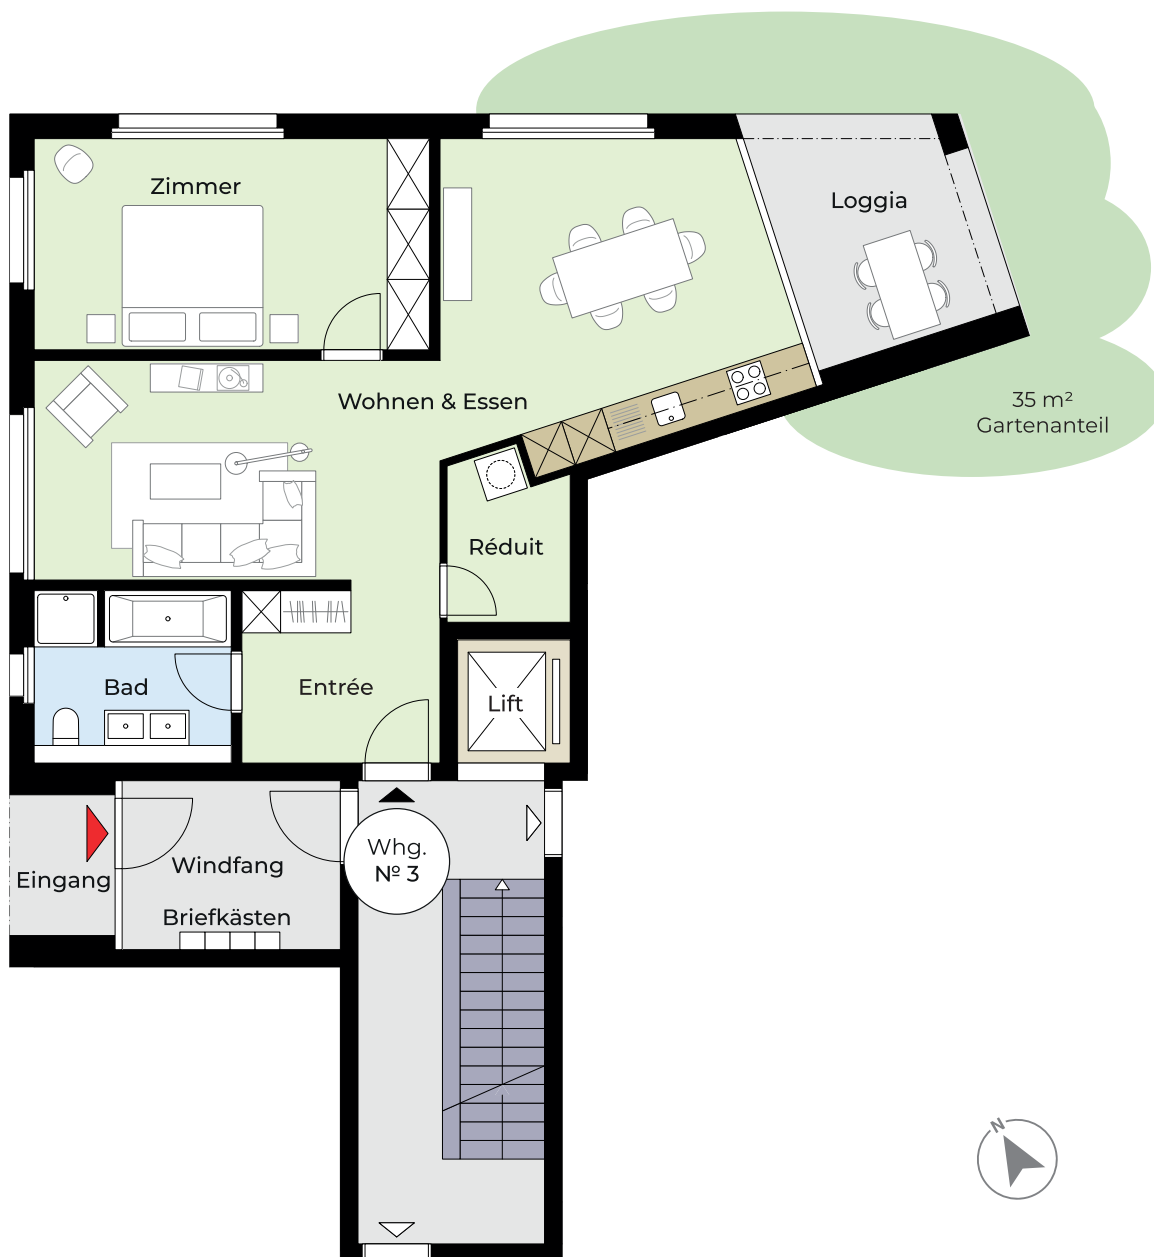 Zimmer
Loggia
Wohnen & Essen
35 m²
Gartenanteil
Réduit
Bad
Entrée
Lift
Whg.
Nº 3
Windfang
Eingang
Briefkästen
N